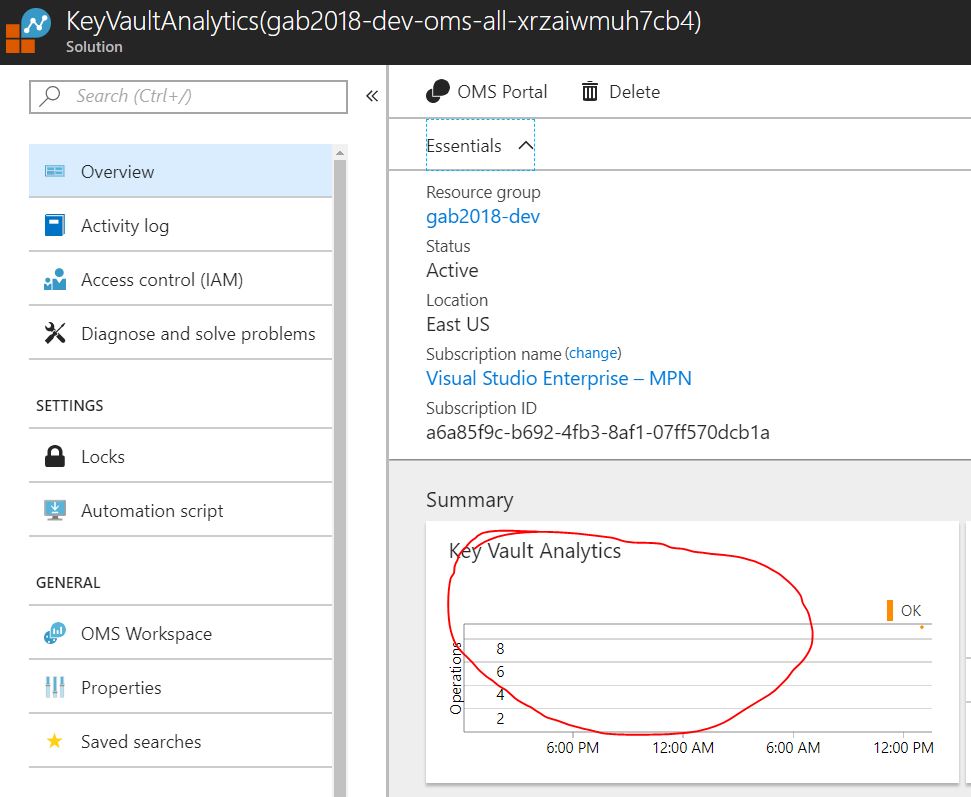 KeyVaultAnalytics(gab2018-dev-oms-all-xrzaiwmuh7cb4)
Solution
Search (Ctrl+/)
«
Overview
Activity log
Access control (IAM)
Diagnose and solve problems
SETTINGS
Locks
Automation script
GENERAL
OMS Workspace
Properties
Saved searches
OMS Portal
Delete
Essentials
Resource group
gab2018-dev
Status
Active
Location
East US
Subscription name (change)
Visual Studio Enterprise – MPN
Subscription ID
a6a85f9c-b692-4fb3-8af1-07ff570dcb1a
Summary
Key Vault Analytics
OK
Operations
8
6
4
2
6:00 PM 12:00 AM 6:00 AM 12:00 PM